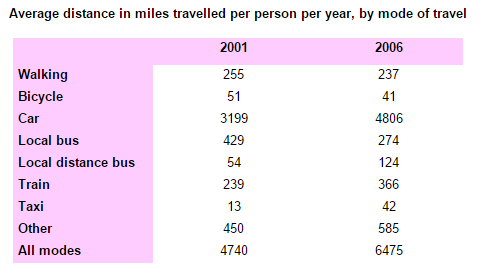 Average distance in miles travelled per person per year, by mode of travel
2001 2006
Walking 255 237
Bicycle 51 41
Car 3199 4806
Local bus 429 274
Local distance bus 54 124
Train 239 366
Taxi 13 42
Other 450 585
All modes 4740 6475